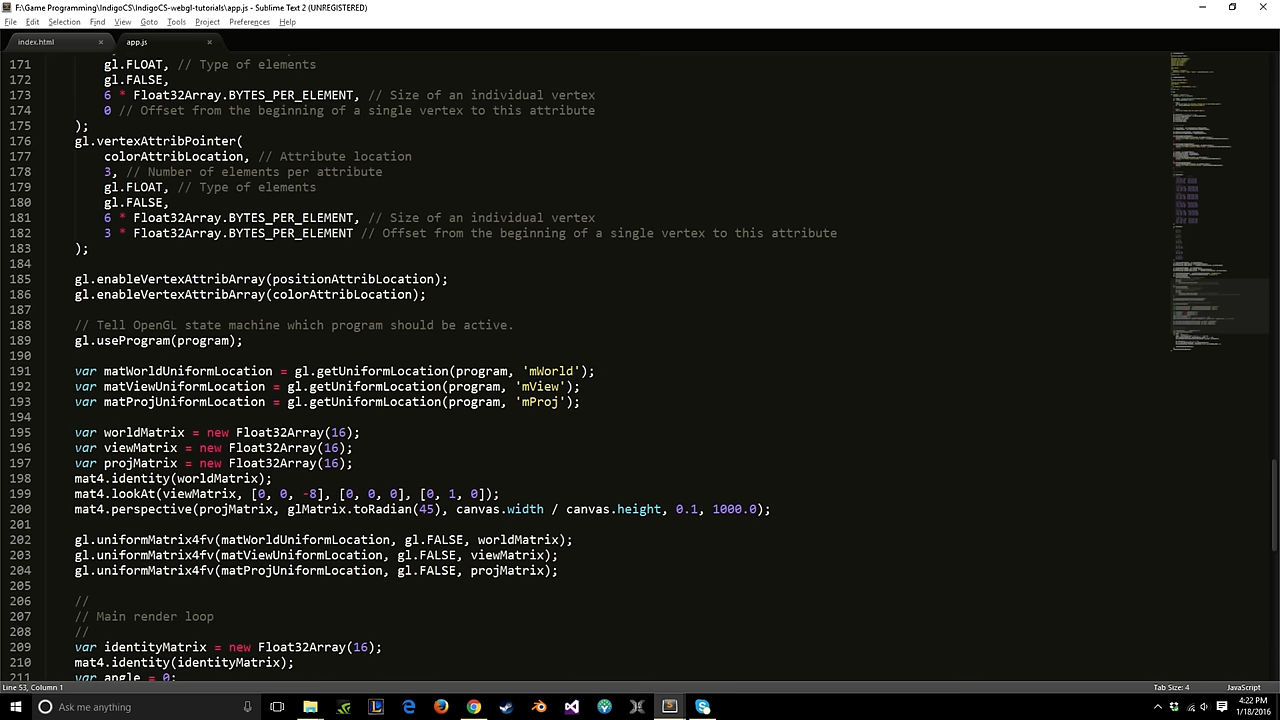 F:\Game Programming\IndigoCS\IndigoCS-webgl-tutorials\app.js - Sublime Text 2 (UNREGISTERED)
File Edit Selection Find View Goto Tools Project Preferences Help
index.html × app.js ×
171 gl.FLOAT, // Type of elements
172 gl.FALSE,
173 6 * Float32Array.BYTES_PER_ELEMENT, // Size of an individual vertex
174 0 // Offset from the beginning of a single vertex to this attribute
175 );
176 gl.vertexAttribPointer(
177 colorAttribLocation, // Attribute location
178 3, // Number of elements per attribute
179 gl.FLOAT, // Type of elements
180 gl.FALSE,
181 6 * Float32Array.BYTES_PER_ELEMENT, // Size of an individual vertex
182 3 * Float32Array.BYTES_PER_ELEMENT // Offset from the beginning of a single vertex to this attribute
183 );
184
185 gl.enableVertexAttribArray(positionAttribLocation);
186 gl.enableVertexAttribArray(colorAttribLocation);
187
188 // Tell OpenGL state machine which program should be active.
189 gl.useProgram(program);
190
191 var matWorldUniformLocation = gl.getUniformLocation(program, 'mWorld');
192 var matViewUniformLocation = gl.getUniformLocation(program, 'mView');
193 var matProjUniformLocation = gl.getUniformLocation(program, 'mProj');
194
195 var worldMatrix = new Float32Array(16);
196 var viewMatrix = new Float32Array(16);
197 var projMatrix = new Float32Array(16);
198 mat4.identity(worldMatrix);
199 mat4.lookAt(viewMatrix, [0, 0, -8], [0, 0, 0], [0, 1, 0]);
200 mat4.perspective(projMatrix, glMatrix.toRadian(45), canvas.width / canvas.height, 0.1, 1000.0);
201
202 gl.uniformMatrix4fv(matWorldUniformLocation, gl.FALSE, worldMatrix);
203 gl.uniformMatrix4fv(matViewUniformLocation, gl.FALSE, viewMatrix);
204 gl.uniformMatrix4fv(matProjUniformLocation, gl.FALSE, projMatrix);
205
206 //
207 // Main render loop
208 //
209 var identityMatrix = new Float32Array(16);
210 mat4.identity(identityMatrix);
211 var angle = 0;
Line 53, Column 1 Tab Size: 4 JavaScript
Ask me anything
4:22 PM
1/18/2016